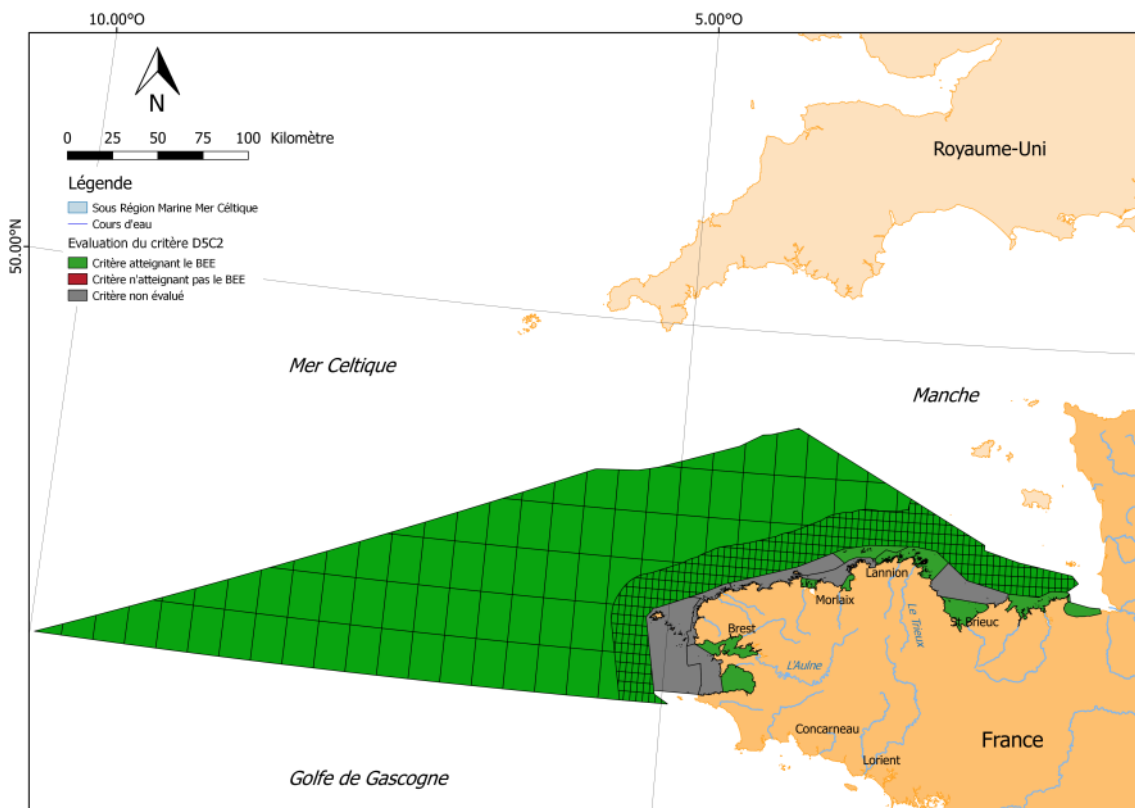 10.00°O
5.00°O
N
0 25 50 75 100 Kilomètre
Légende
Sous Région Marine Mer Céltique
Cours d'eau
Evaluation du critère D5C2
Critère atteignant le BEE
Critère n'atteignant pas le BEE
Critère non évalué
50.00°N
Royaume-Uni
Mer Celtique
Manche
Lannion
Morlaix
Le Trieux
St Brieuc
Brest
L'Aulne
Concarneau
France
Lorient
Golfe de Gascogne